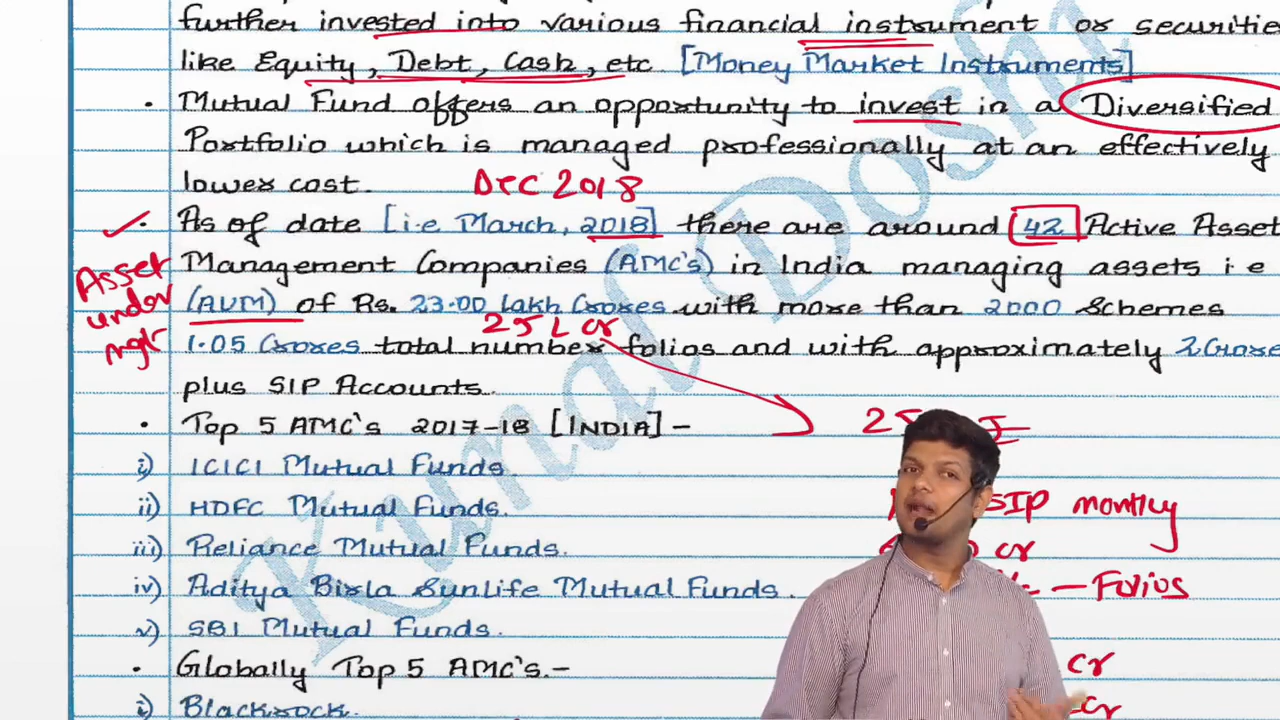 further invested into various financial instrument or securitie
like Equity, Debt, Cash, etc [Money Market Instruments]
• Mutual Fund offers an opportunity to invest in a Diversified
Portfolio which is managed professionally at an effectively
lower cost. DEC 2018
• As of date [i.e March, 2018] there are around 42 Active Asset
Asset under mgt
Management Companies (AMC's) in India managing assets i e
(AUM) of Rs. 23.00 Lakh Crores with more than 2000 Schemes
25 L cr
1.05 Crores total number folios and with approximately 2 Crore
plus SIP Accounts.
• Top 5 AMC's 2017-18 [INDIA] - 25
i) ICICI Mutual Funds.
ii) HDFC Mutual Funds. SIP monthly
iii) Reliance Mutual Funds. cr
iv) Aditya Birla Sunlife Mutual Funds. - Folios
v) SBI Mutual Funds.
• Globally Top 5 AMC's. - cr
i) Blackrock. cr
Kunal Doshi